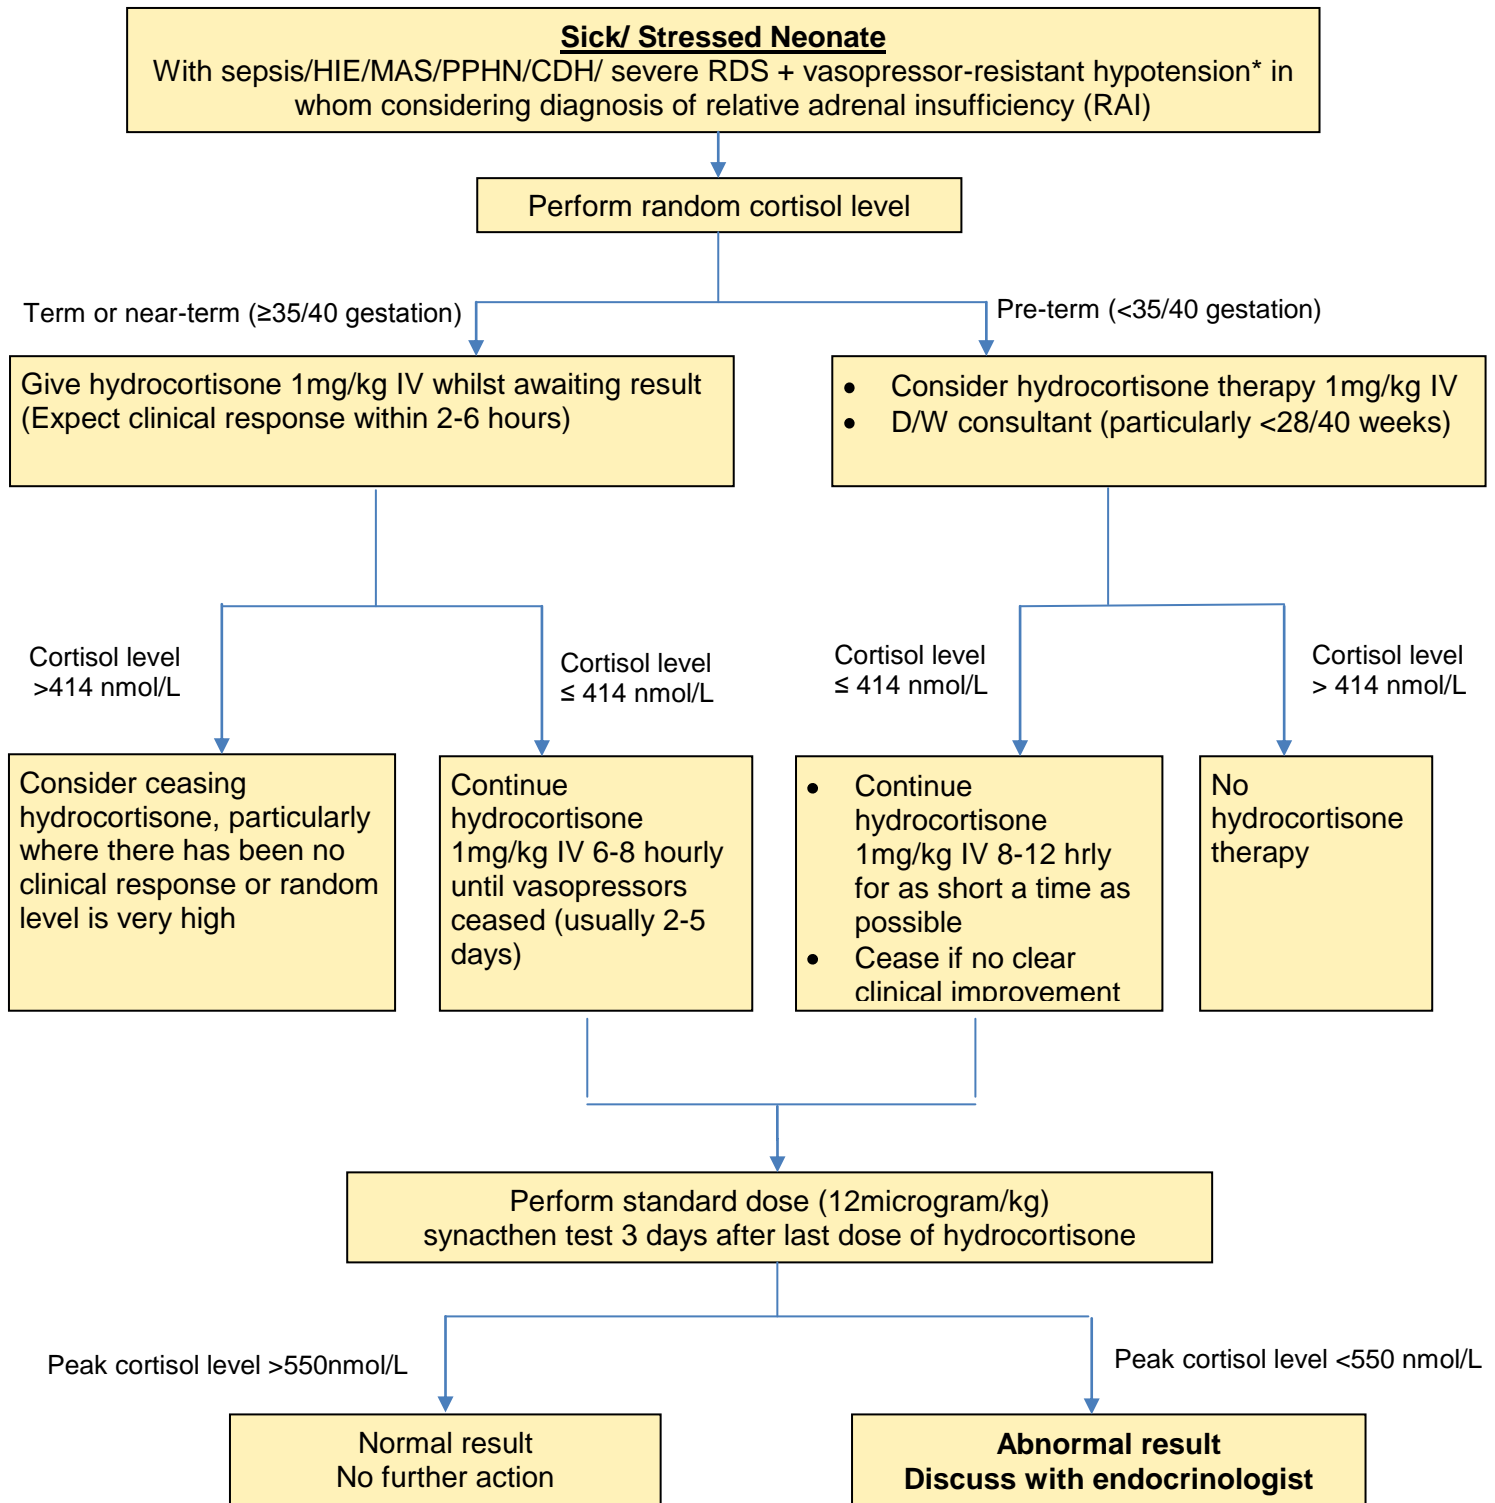 Sick/ Stressed Neonate
With sepsis/HIE/MAS/PPHN/CDH/ severe RDS + vasopressor-resistant hypotension* in
whom considering diagnosis of relative adrenal insufficiency (RAI)
Perform random cortisol level
Term or near-term (≥35/40 gestation)
Pre-term (<35/40 gestation)
Give hydrocortisone 1mg/kg IV whilst awaiting result
(Expect clinical response within 2-6 hours)
• Consider hydrocortisone therapy 1mg/kg IV
• D/W consultant (particularly <28/40 weeks)
Cortisol level
>414 nmol/L
Cortisol level
≤ 414 nmol/L
Cortisol level
≤ 414 nmol/L
Cortisol level
> 414 nmol/L
Consider ceasing
hydrocortisone, particularly
where there has been no
clinical response or random
level is very high
Continue
hydrocortisone
1mg/kg IV 6-8 hourly
until vasopressors
ceased (usually 2-5
days)
• Continue
hydrocortisone
1mg/kg IV 8-12 hrly
for as short a time as
possible
• Cease if no clear
clinical improvement
No
hydrocortisone
therapy
Perform standard dose (12microgram/kg)
synacthen test 3 days after last dose of hydrocortisone
Peak cortisol level >550nmol/L
Peak cortisol level <550 nmol/L
Normal result
No further action
Abnormal result
Discuss with endocrinologist